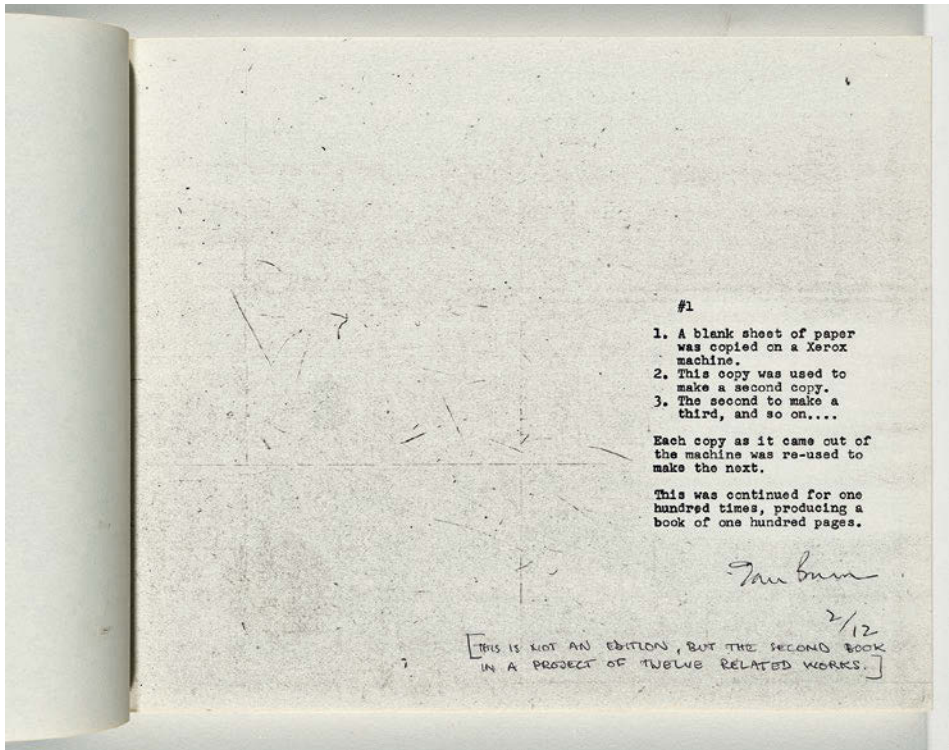 #1
1. A blank sheet of paper
was copied on a Xerox
machine.
2. This copy was used to
make a second copy.
3. The second to make a
third, and so on....
Each copy as it came out of
the machine was re-used to
make the next.
This was continued for one
hundred times, producing a
book of one hundred pages.
Ian Burn
2/12
[THIS IS NOT AN EDITION, BUT THE SECOND BOOK
IN A PROJECT OF TWELVE RELATED WORKS.]